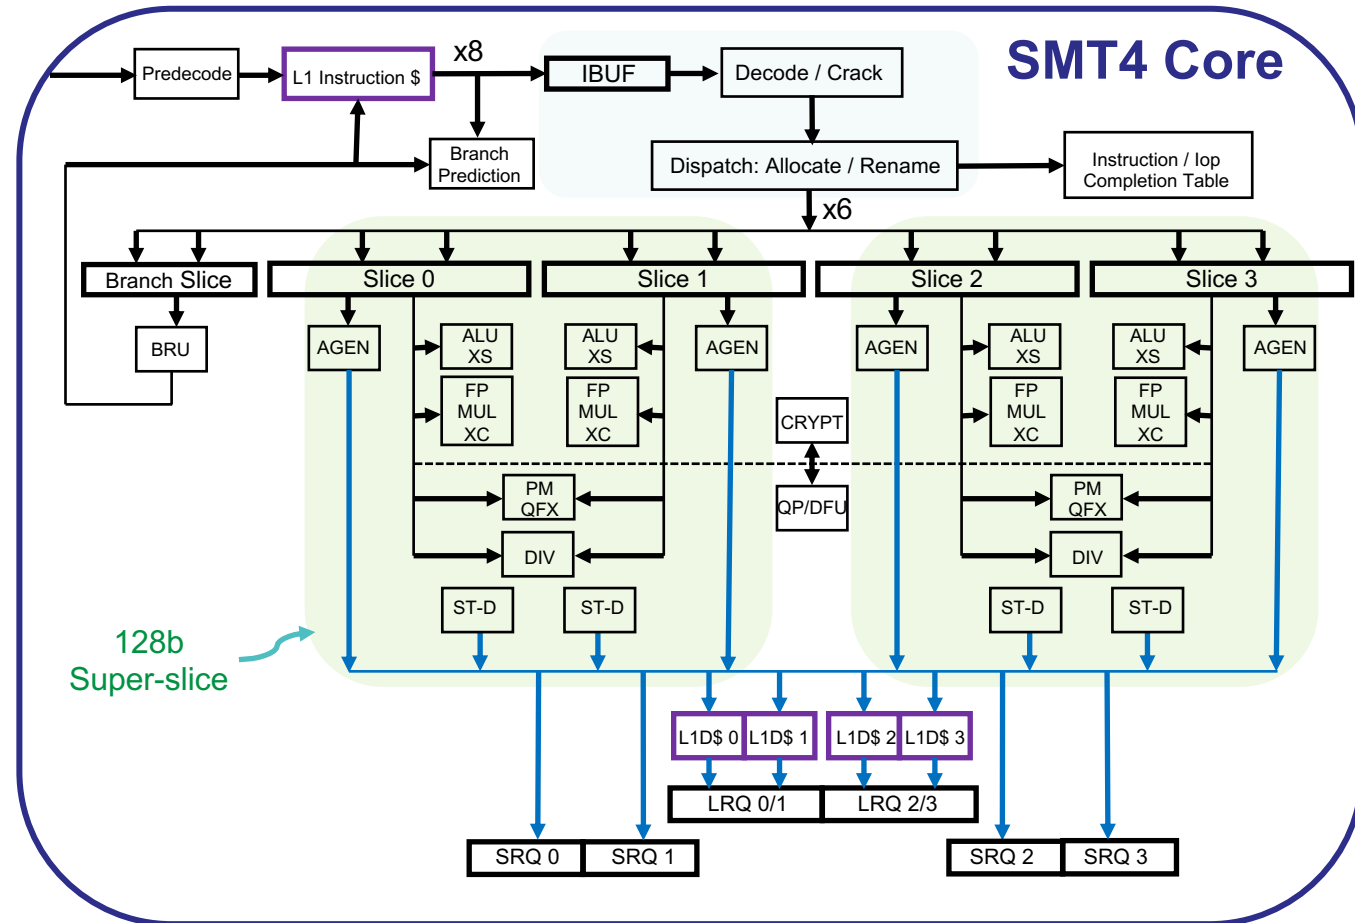 SMT4 Core
x8
Predecode
L1 Instruction $
IBUF
Decode / Crack
Branch
Prediction
Dispatch: Allocate / Rename
Instruction / Iop
Completion Table
x6
Branch Slice
Slice 0
Slice 1
Slice 2
Slice 3
BRU
AGEN
ALU
XS
ALU
XS
AGEN
AGEN
ALU
XS
ALU
XS
AGEN
FP
MUL
XC
FP
MUL
XC
CRYPT
FP
MUL
XC
FP
MUL
XC
PM
QFX
QP/DFU
PM
QFX
DIV
DIV
ST-D
ST-D
ST-D
ST-D
128b
Super-slice
L1D$ 0
L1D$ 1
L1D$ 2
L1D$ 3
LRQ 0/1
LRQ 2/3
SRQ 0
SRQ 1
SRQ 2
SRQ 3